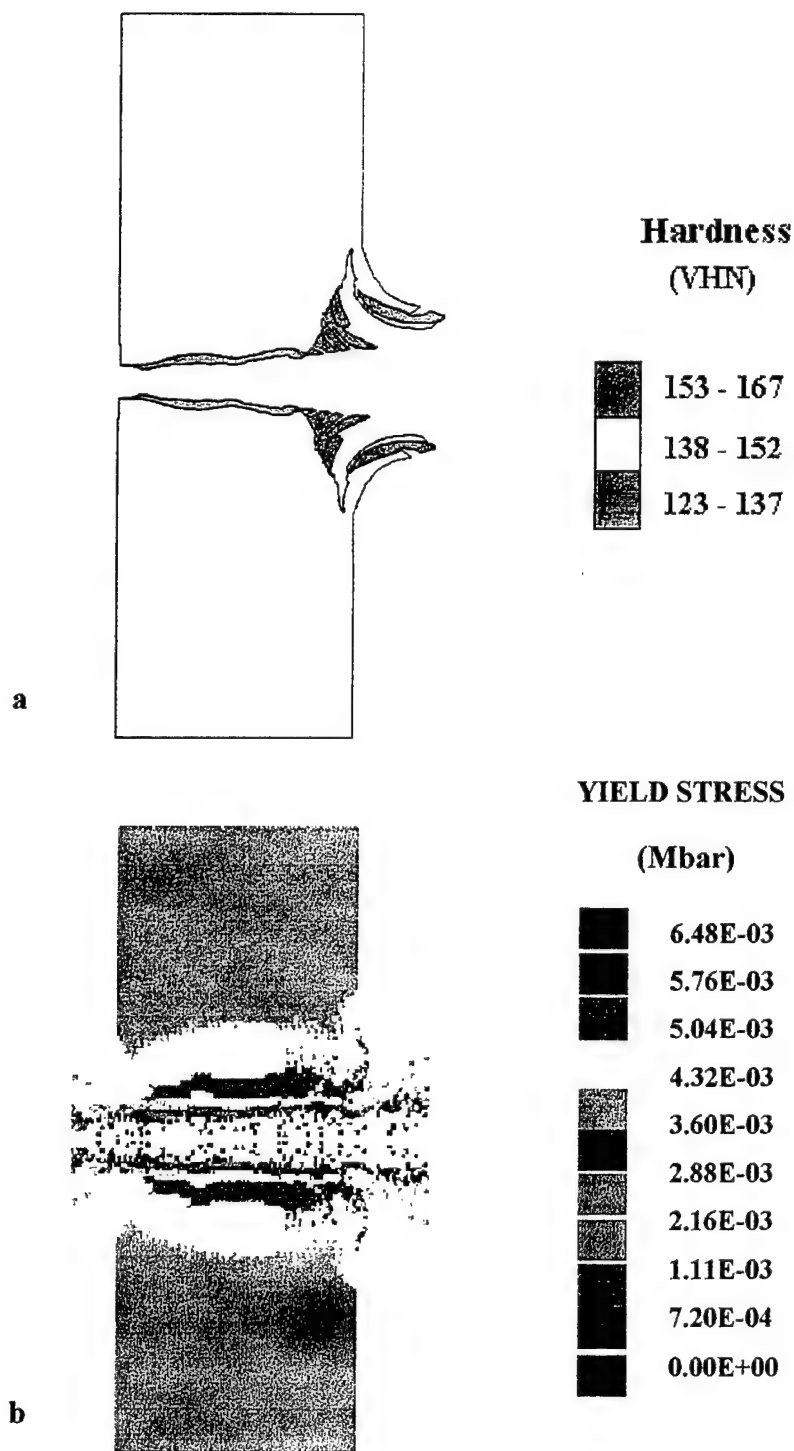 Hardness
(VHN)
153 - 167
138 - 152
123 - 137
a
YIELD STRESS
(Mbar)
6.48E-03
5.76E-03
5.04E-03
4.32E-03
3.60E-03
2.88E-03
2.16E-03
1.11E-03
7.20E-04
0.00E+00
b